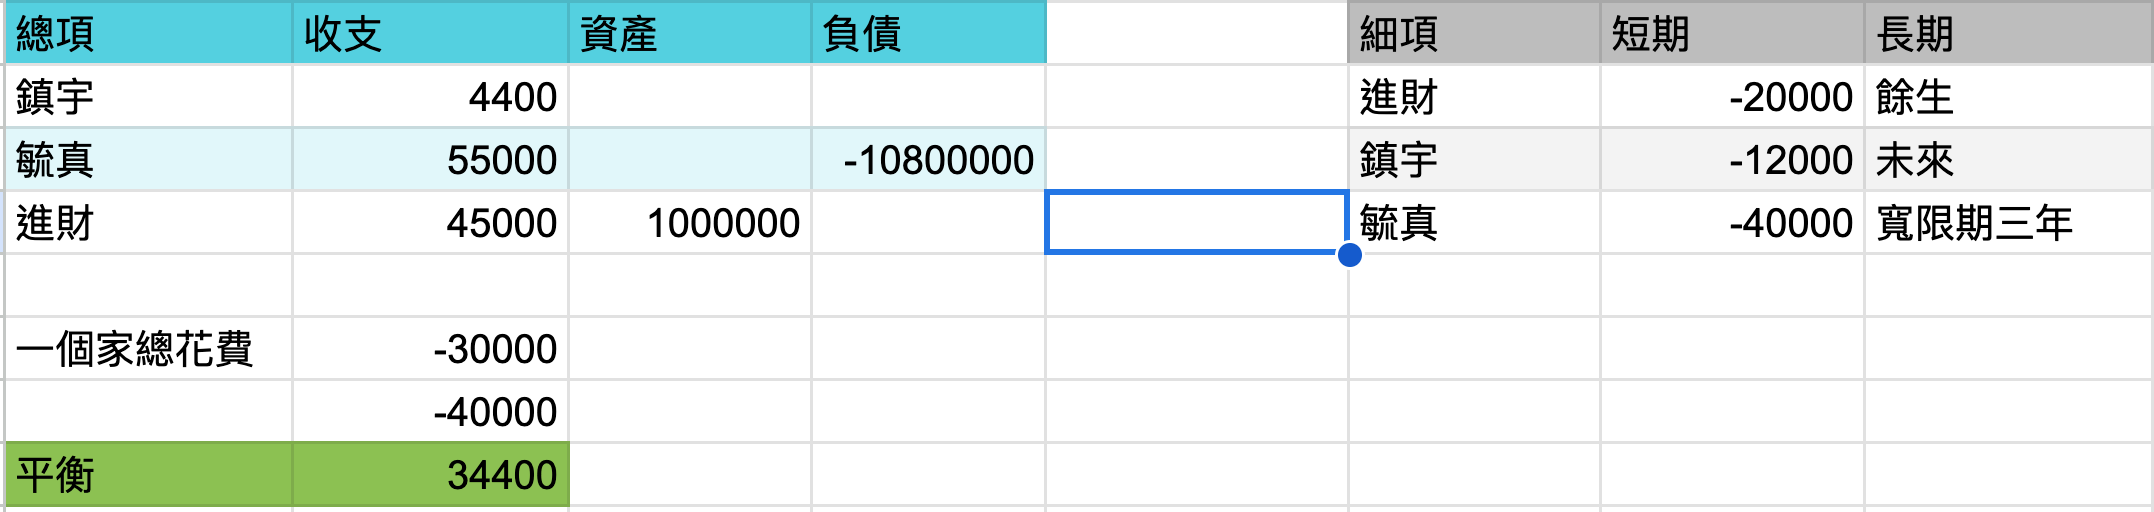 總項 收支 資產 負債 細項 短期 長期
鎮宇 4400 進財 -20000 餘生
毓真 55000 -10800000 鎮宇 -12000 未來
進財 45000 1000000 毓真 -40000 寬限期三年
一個家總花費 -30000
-40000
平衡 34400